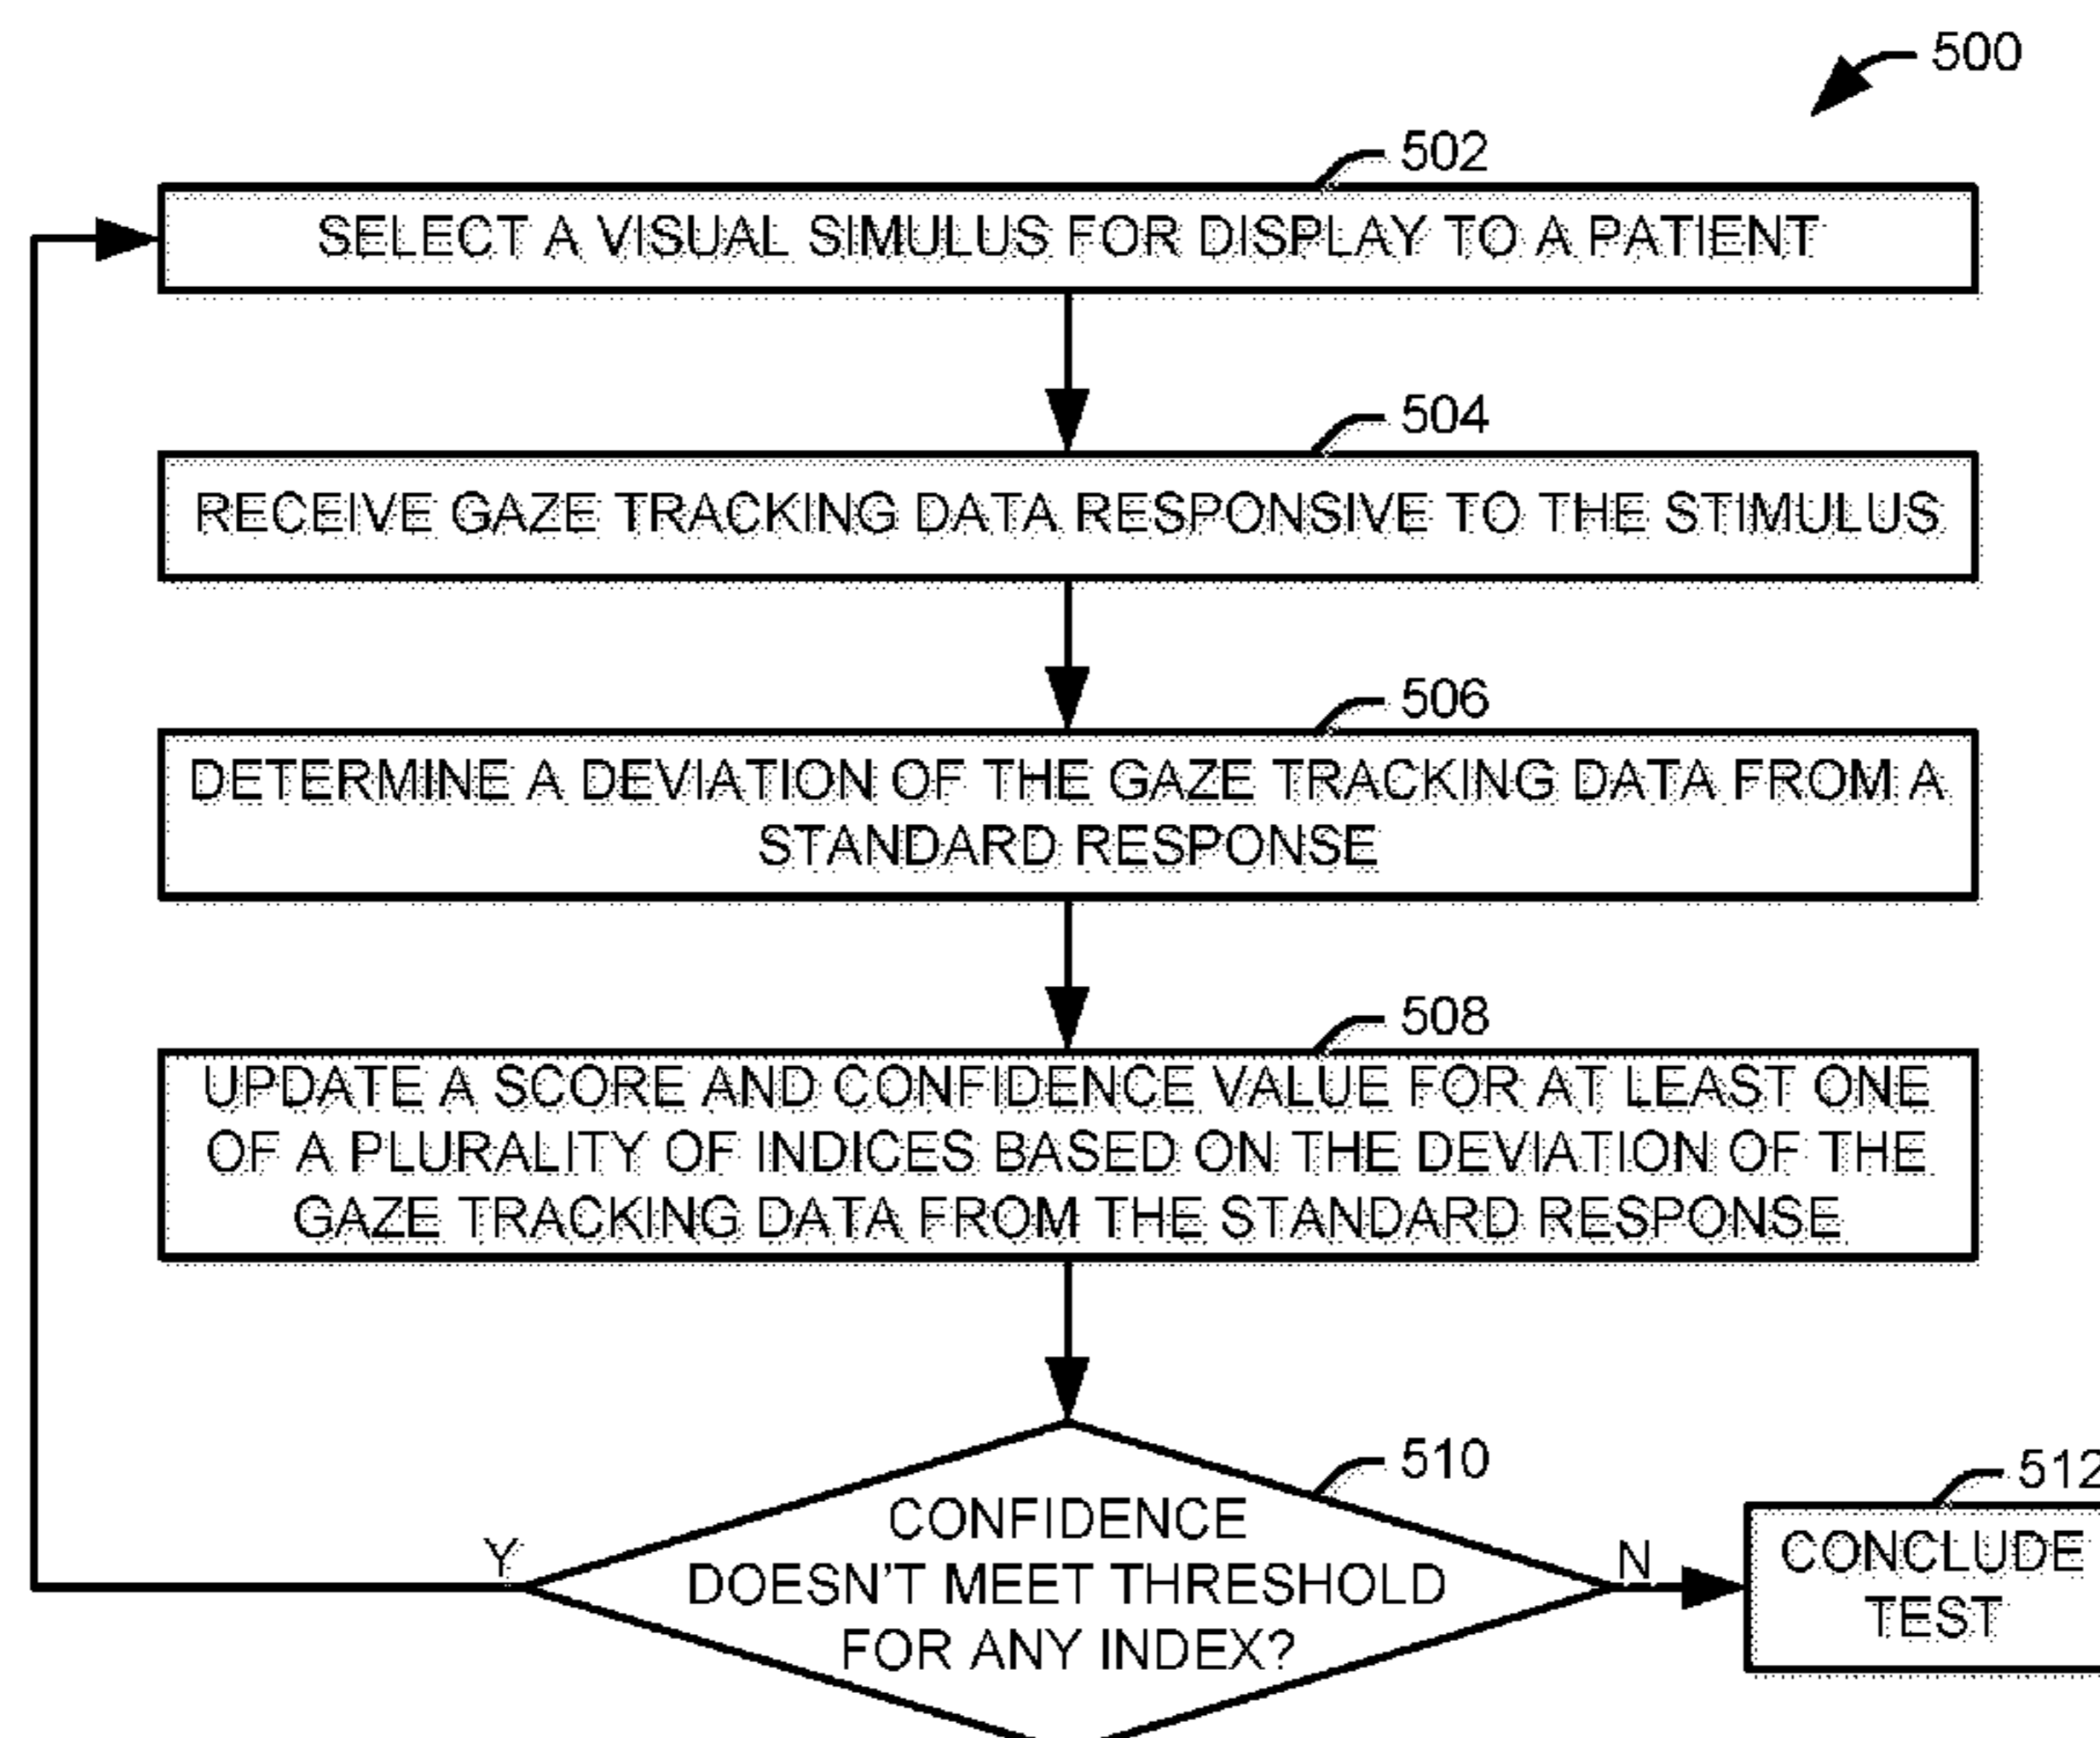 500
502
SELECT A VISUAL SIMULUS FOR DISPLAY TO A PATIENT
504
RECEIVE GAZE TRACKING DATA RESPONSIVE TO THE STIMULUS
506
DETERMINE A DEVIATION OF THE GAZE TRACKING DATA FROM A
STANDARD RESPONSE
508
UPDATE A SCORE AND CONFIDENCE VALUE FOR AT LEAST ONE
OF A PLURALITY OF INDICES BASED ON THE DEVIATION OF THE
GAZE TRACKING DATA FROM THE STANDARD RESPONSE
510
CONFIDENCE
DOESN'T MEET THRESHOLD
FOR ANY INDEX?
Y
N
512
CONCLUDE
TEST